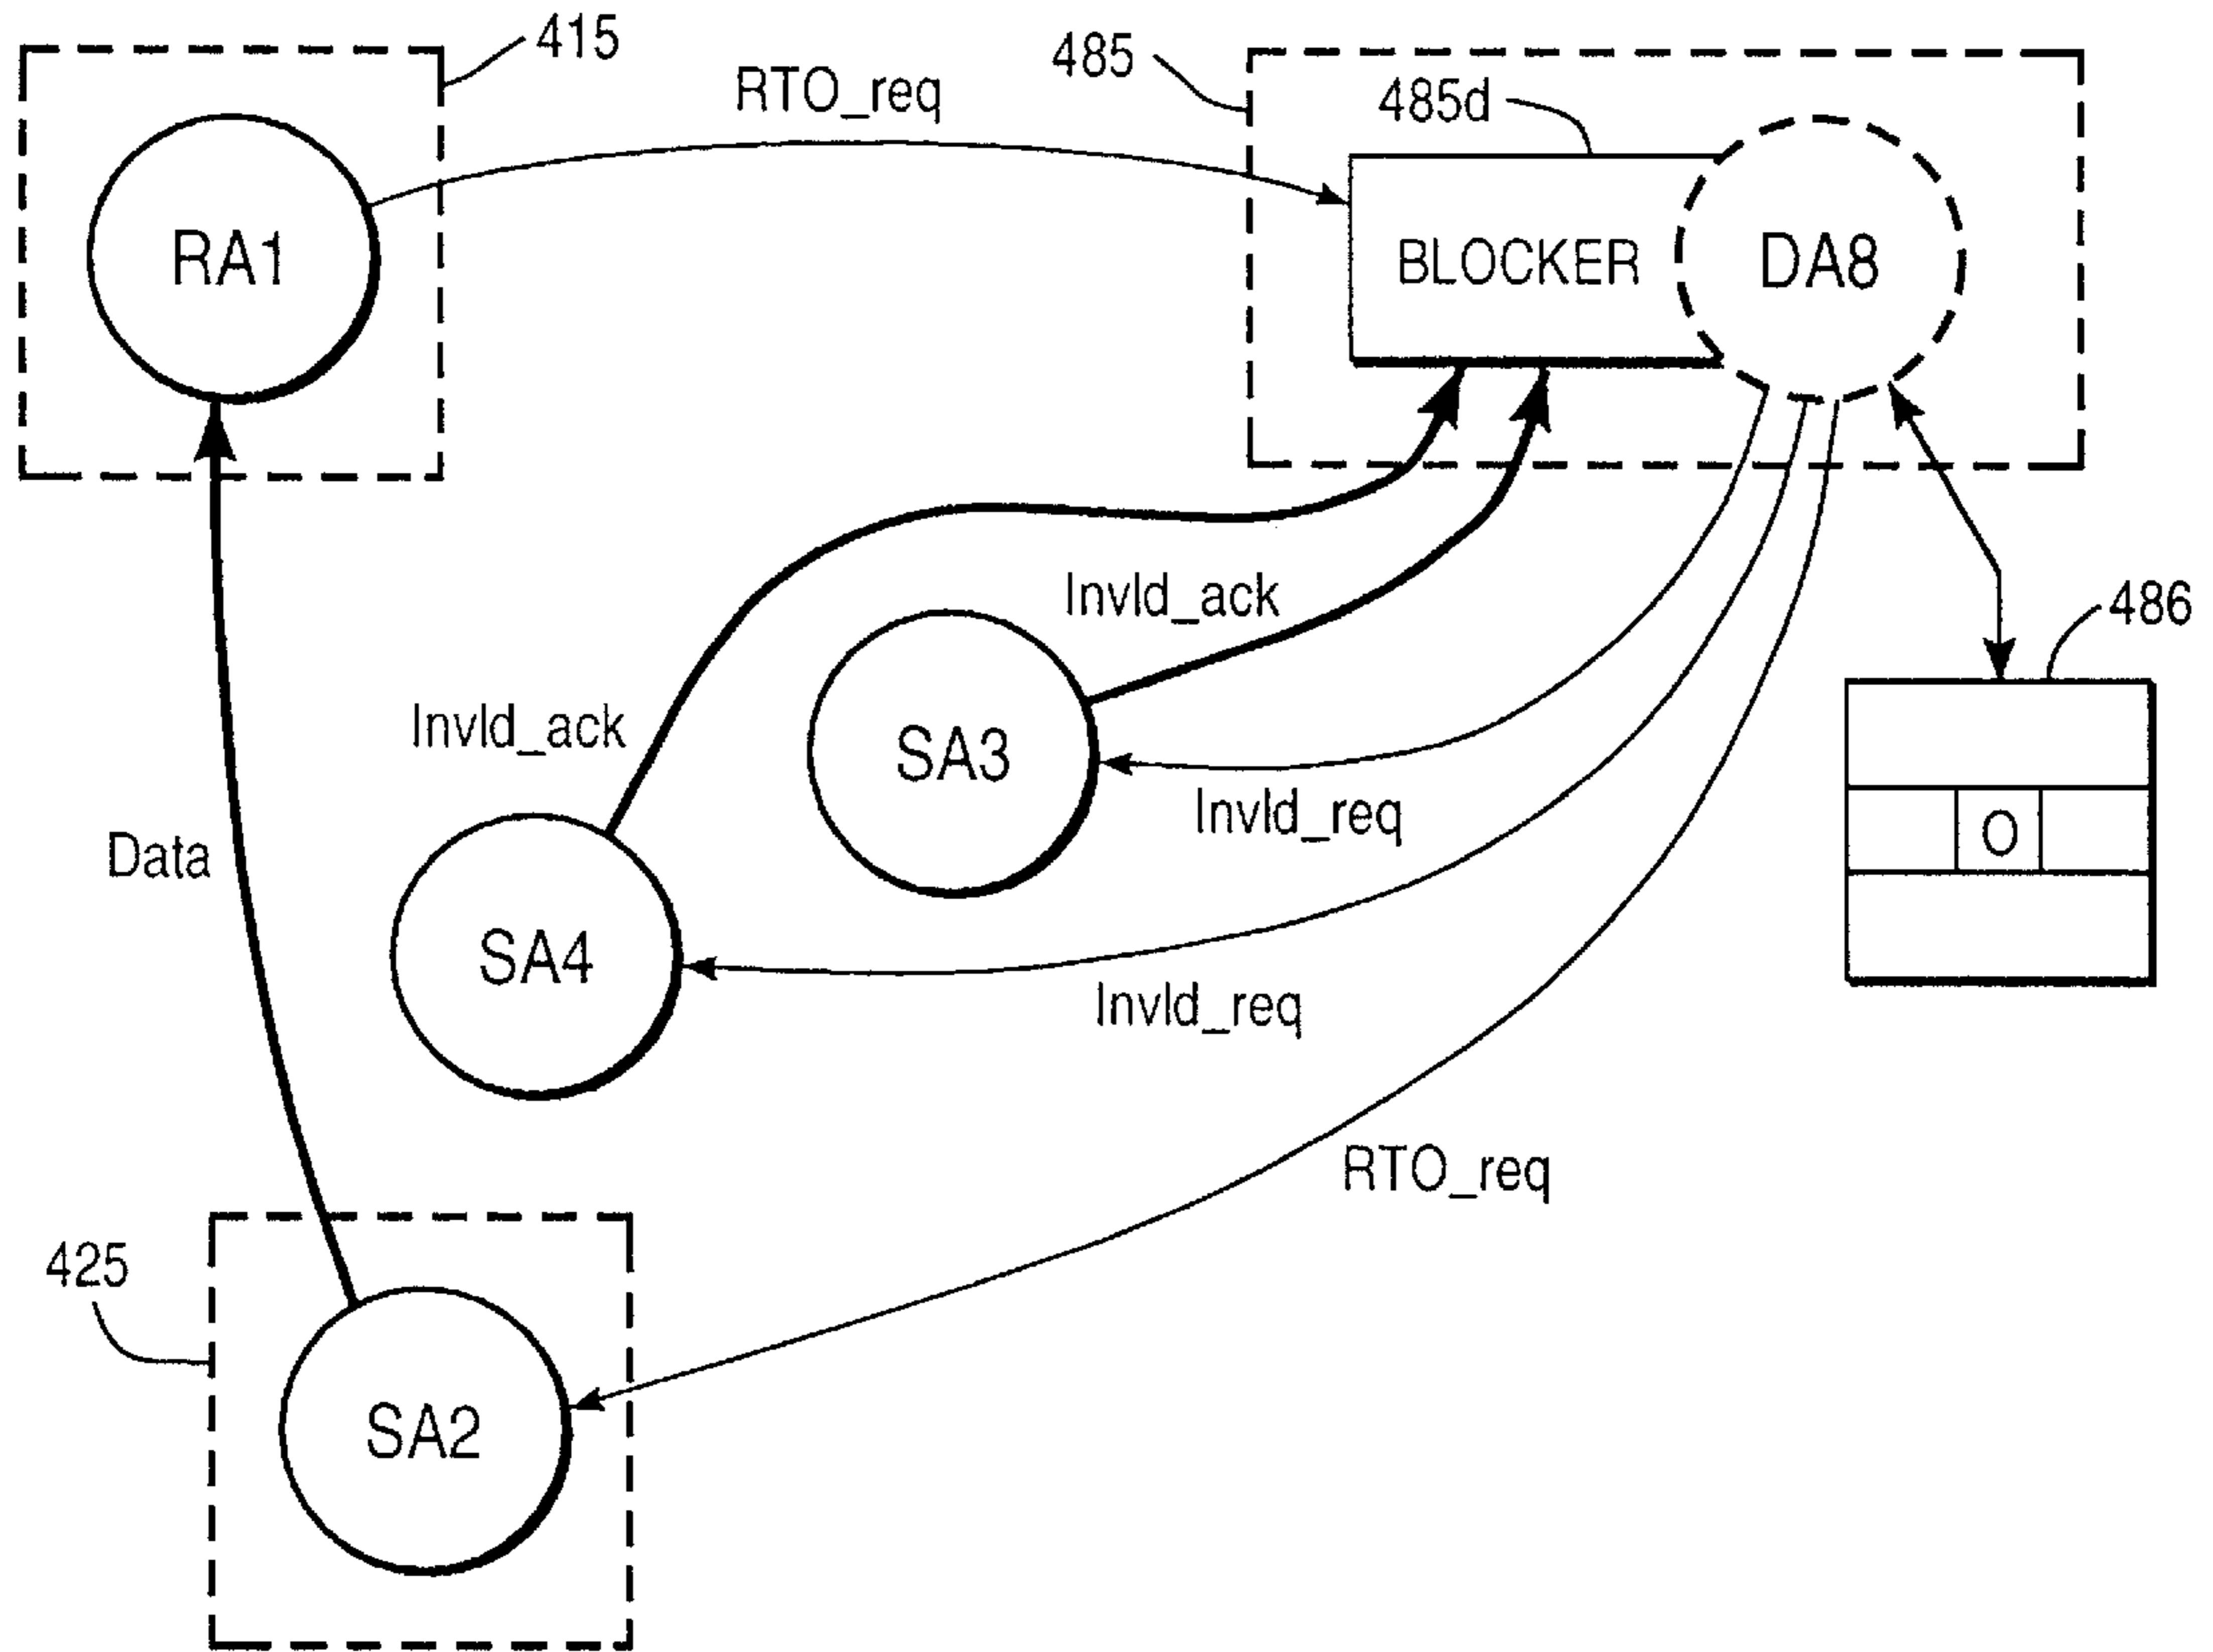 415
RTO_req
485
485d
RA1
BLOCKER
DA8
Invld_ack
486
Invld_ack
SA3
Invld_req
O
Data
SA4
Invld_req
RTO_req
425
SA2